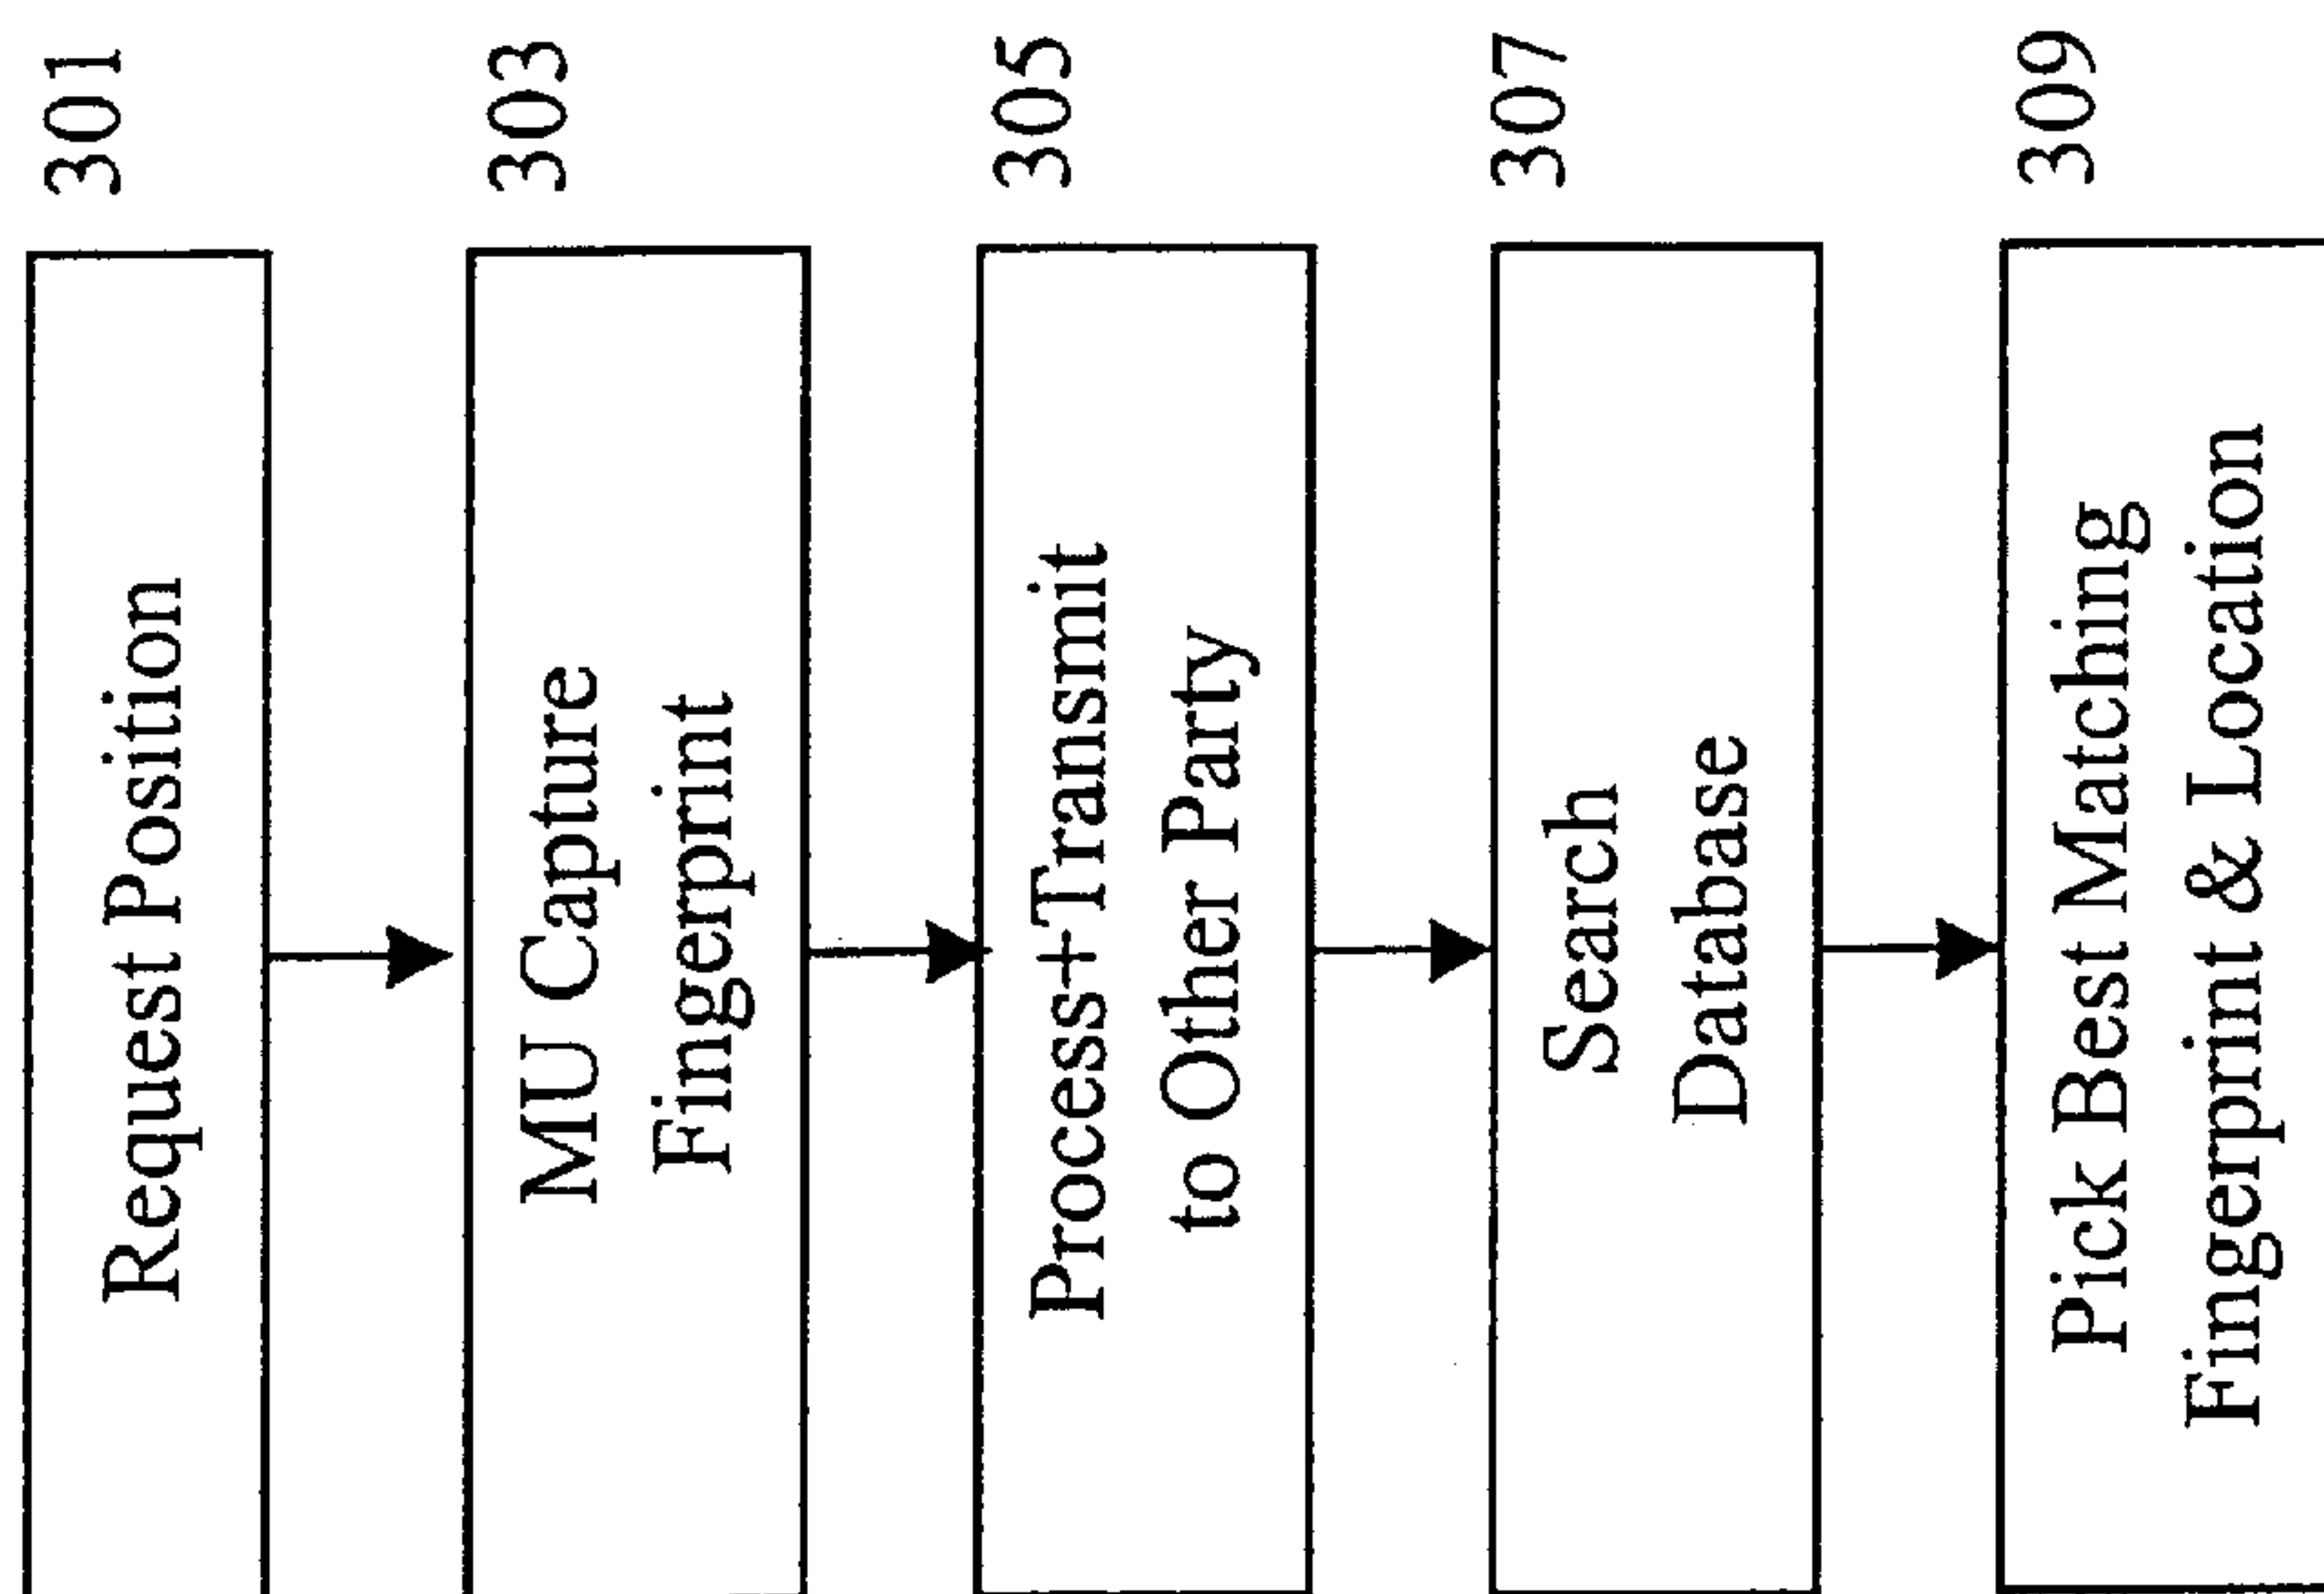 301
Request Position
303
MU Capture
Fingerprint
305
Process+Transmit
to Other Party
307
Search
Database
309
Pick Best Matching
Fingerprint & Location